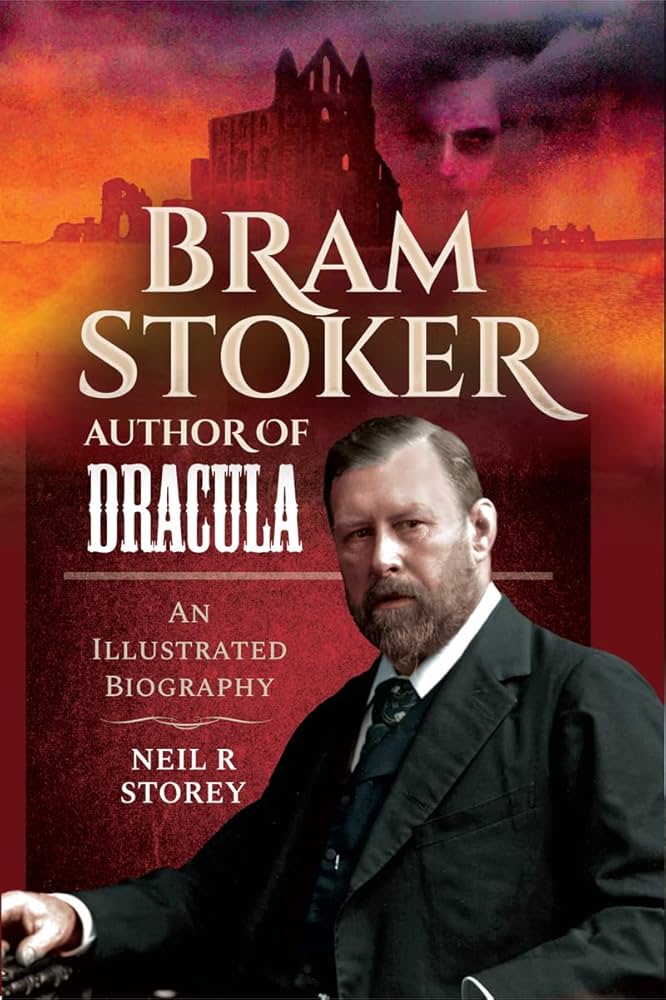 BRAM
STOKER
AUTHOR OF
DRACULA
AN
ILLUSTRATED
BIOGRAPHY
NEIL R
STOREY